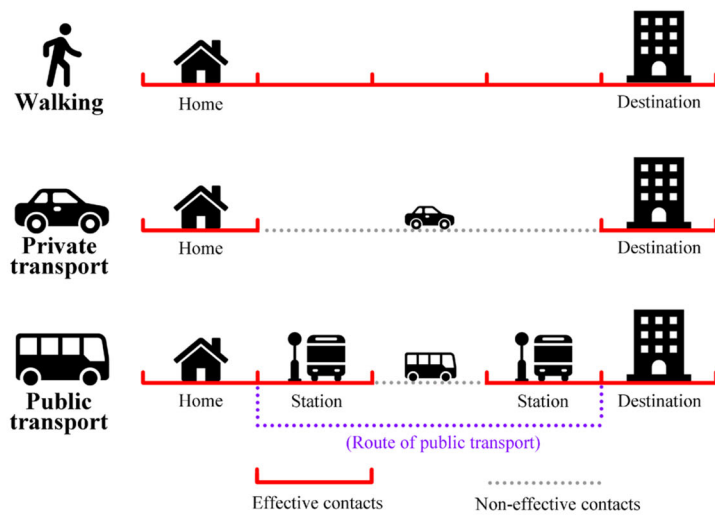 Walking
Home
Destination
Private
transport
Home
Destination
Public
transport
Home
Station
Station
Destination
(Route of public transport)
Effective contacts
Non-effective contacts